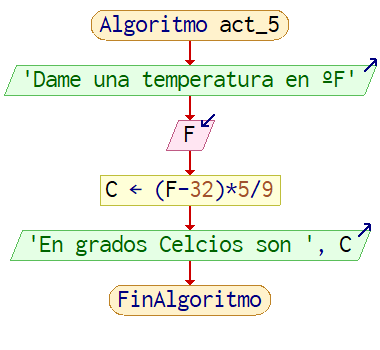 Algoritmo act_5
'Dame una temperatura en ºF'
F
C ← (F-32)*5/9
'En grados Celcios son ', C
FinAlgoritmo